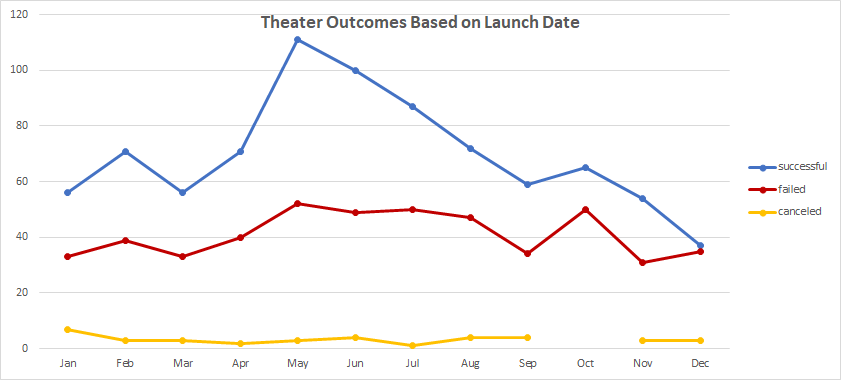 Theater Outcomes Based on Launch Date
120
100
80
60
40
20
0
Jan Feb Mar Apr May Jun Jul Aug Sep Oct Nov Dec
successful
failed
canceled